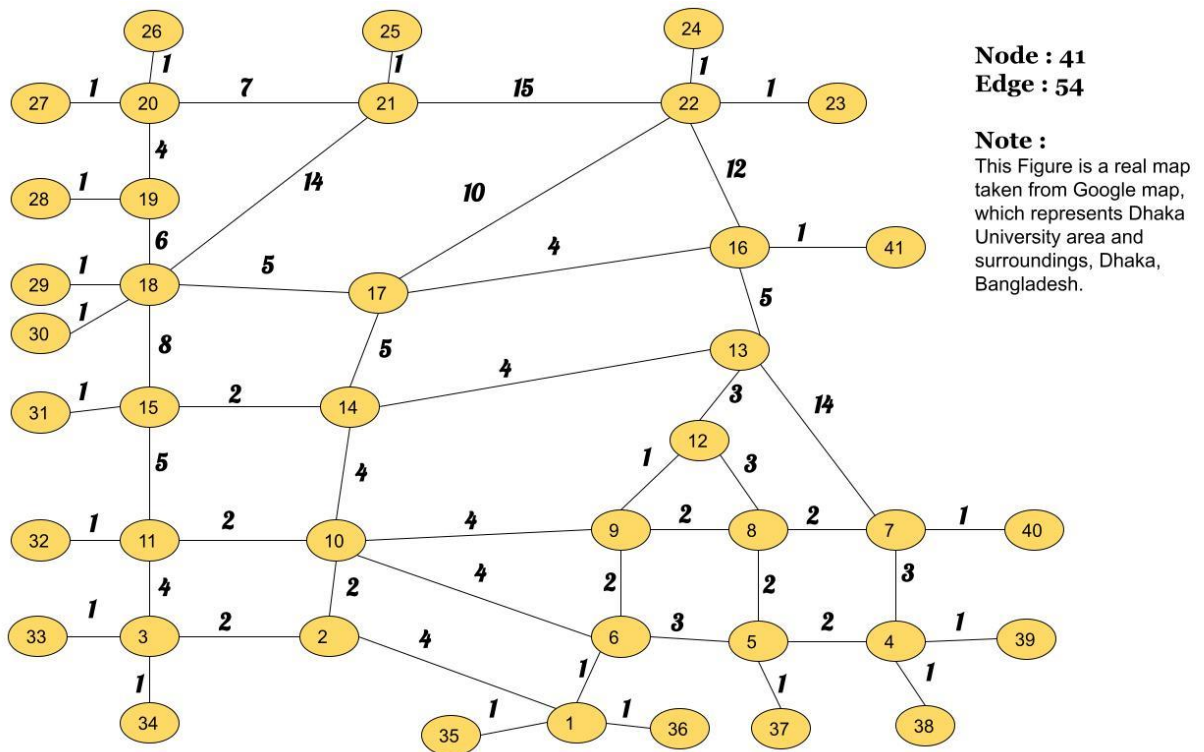 26 25 24
1 1 1
27 1 20 7 21 15 22 1 23
4
28 1 19 14 10 12
6
29 1 18 5 17 4 16 1 41
30 1
8 5 5
4 13
31 1 15 2 14 3 14
12
5 4 1 3
32 1 11 2 10 4 9 2 8 2 7 1 40
4 2 4 2 2 3
33 1 3 2 2 4 6 3 5 2 4 1 39
1 1 1 1
34 35 1 1 1 36 37 38
Node : 41
Edge : 54
Note :
This Figure is a real map
taken from Google map,
which represents Dhaka
University area and
surroundings, Dhaka,
Bangladesh.